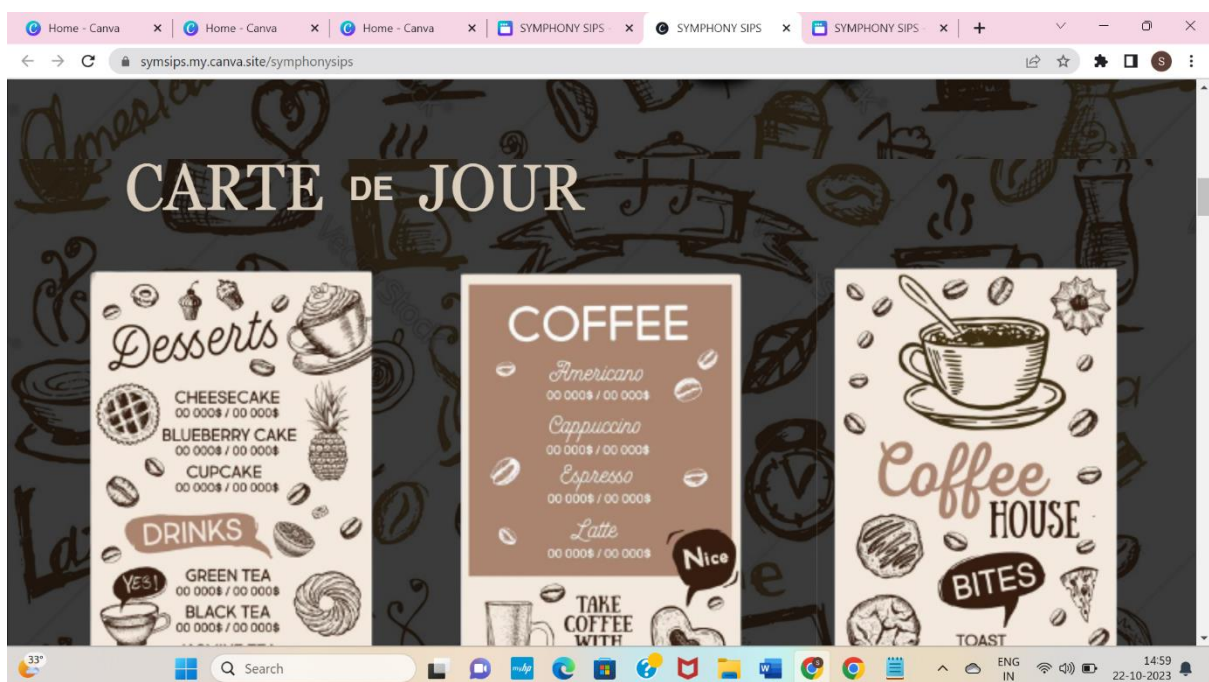 Home - Canva
Home - Canva
Home - Canva
SYMPHONY SIPS -
SYMPHONY SIPS
SYMPHONY SIPS -
symsips.my.canva.site/symphonysips
S
American
CARTE DE JOUR
Desserts
CHEESECAKE
00 000$ / 00 000$
BLUEBERRY CAKE
00 000$ / 00 000$
CUPCAKE
00 000$ / 00 000$
DRINKS
YES!
GREEN TEA
00 000$ / 00 000$
BLACK TEA
00 000$ / 00 000$
COFFEE
Americano
00 000$ / 00 000$
Cappuccino
00 000$ / 00 000$
Espresso
00 000$ / 00 000$
Latte
00 000$ / 00 000$
Nice
TAKE
COFFEE
WITH
Coffee
HOUSE
BITES
TOAST
33°
Search
myhp
ENG
IN
14:59
22-10-2023